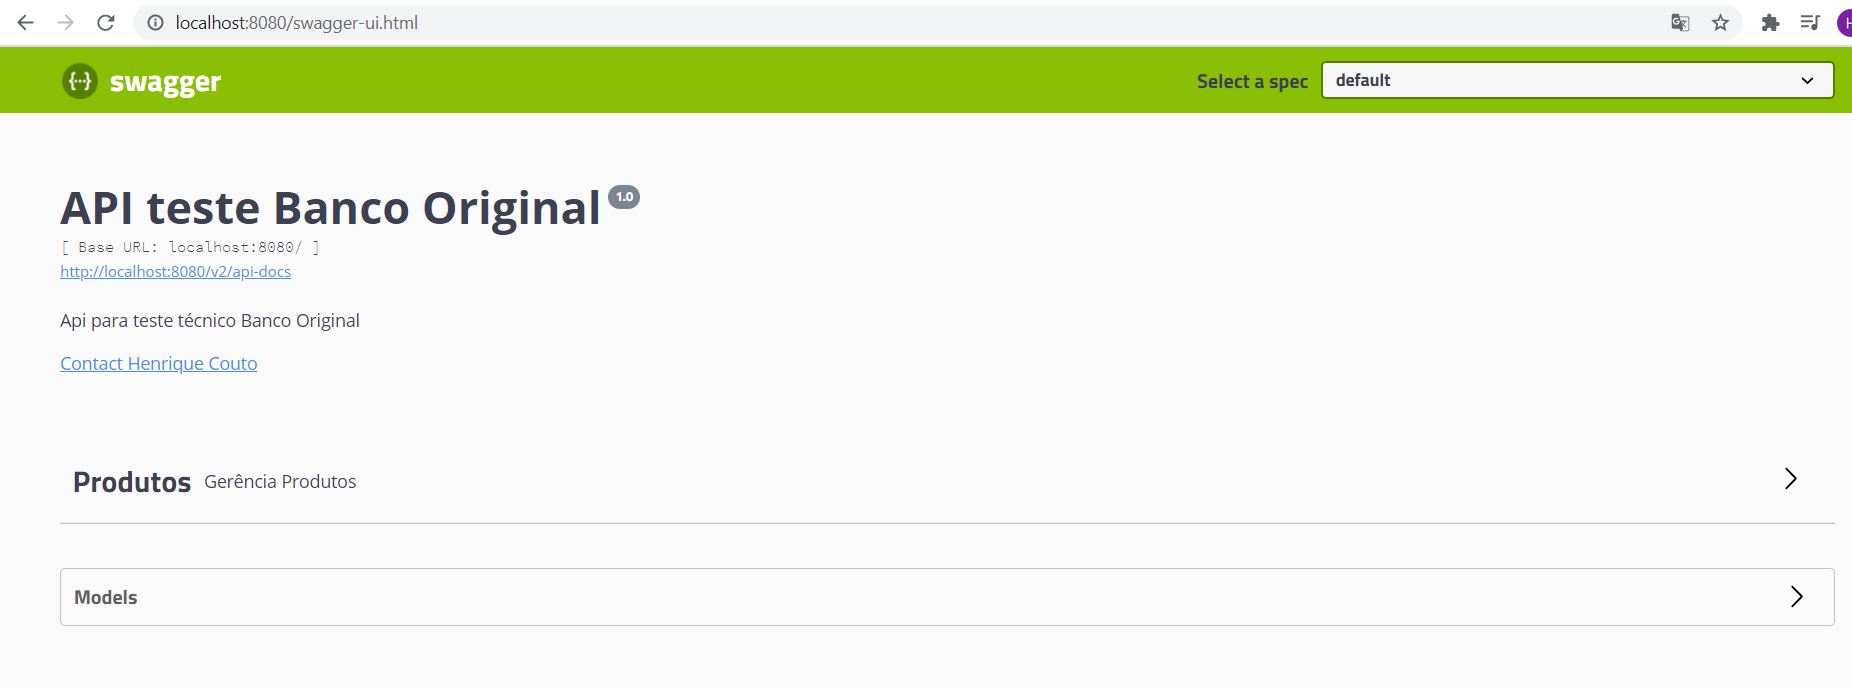 localhost:8080/swagger-ui.html
swagger
Select a spec default
API teste Banco Original 1.0
[ Base URL: localhost:8080/ ]
http://localhost:8080/v2/api-docs
Api para teste técnico Banco Original
Contact Henrique Couto
Produtos Gerência Produtos
Models